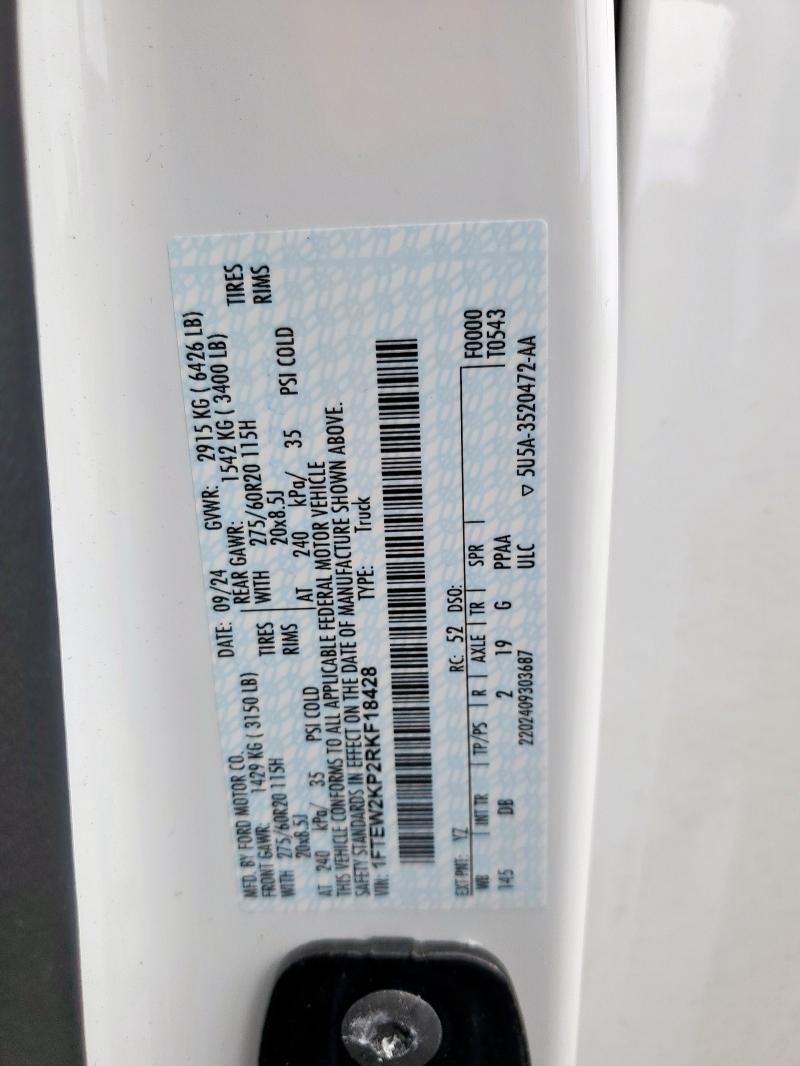 MFD. BY FORD MOTOR CO. DATE: 09/24 GVWR: 2915 KG ( 6426 LB)
FRONT GAWR: 1429 KG ( 3150 LB) REAR GAWR: 1542 KG ( 3400 LB)
WITH 275/60R20 115H TIRES WITH 275/60R20 115H TIRES
20x8.5J RIMS 20x8.5J RIMS
AT 240 kPa/ 35 PSI COLD AT 240 kPa/ 35 PSI COLD
THIS VEHICLE CONFORMS TO ALL APPLICABLE FEDERAL MOTOR VEHICLE
SAFETY STANDARDS IN EFFECT ON THE DATE OF MANUFACTURE SHOWN ABOVE.
VIN: 1FTEW2KP2RKF18428 TYPE: Truck
EXT PNT: YZ RC: 52 DSO: F0000
WB INT TR TP/PS R AXLE TR SPR T0543
145 DB 2 19 G PPAA
2202409303687 ULC ▽ 5U5A-3520472-AA